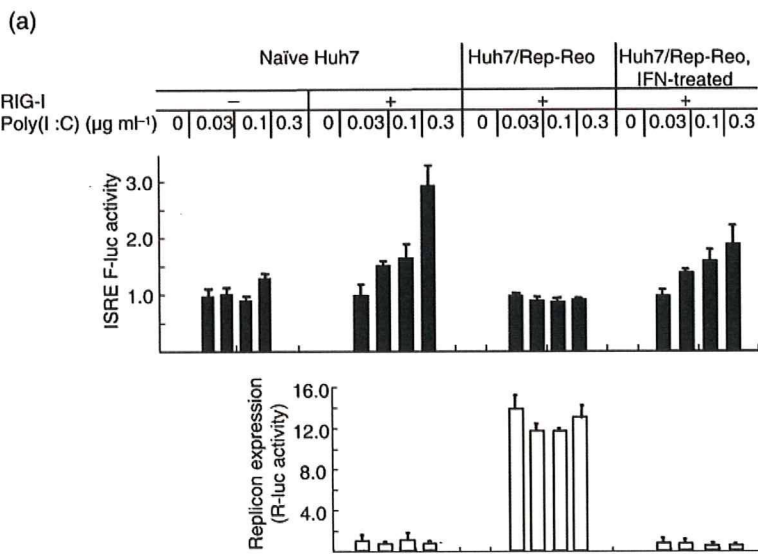 (a)
Naïve Huh7 Huh7/Rep-Reo Huh7/Rep-Reo, IFN-treated
RIG-I − + + +
Poly(I :C) (µg ml–1) 0 0.03 0.1 0.3 0 0.03 0.1 0.3 0 0.03 0.1 0.3 0 0.03 0.1 0.3
ISRE F-luc activity
3.0
2.0
1.0
Replicon expression
(R-luc activity)
16.0
12.0
8.0
4.0